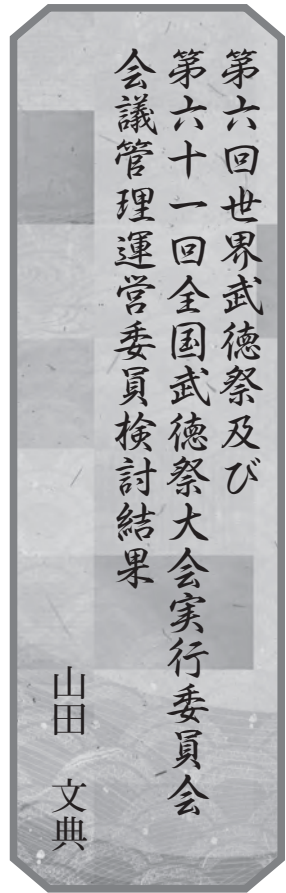 第六回世界武徳祭及び
第六十一回全国武徳祭大会実行委員会
会議管理運営委員検討結果
山田　文典